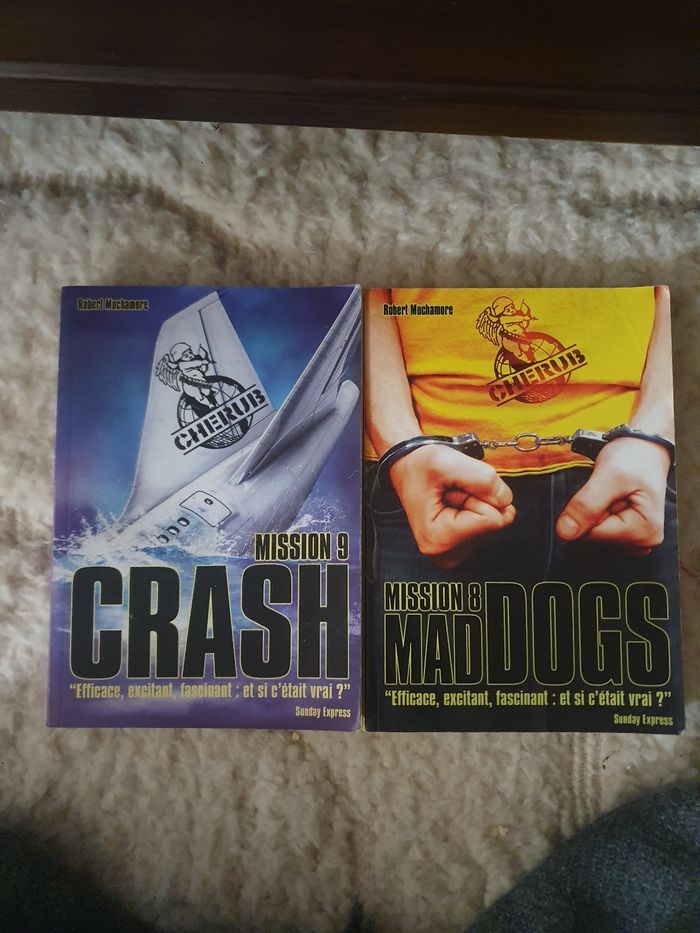 Robert Muchamore
CHERUB
MISSION 9
CRASH
“Efficace, excitant, fascinant : et si c'était vrai ?”
Sunday Express
Robert Muchamore
CHERUB
MISSION 8
MAD DOGS
“Efficace, excitant, fascinant : et si c'était vrai ?”
Sunday Express